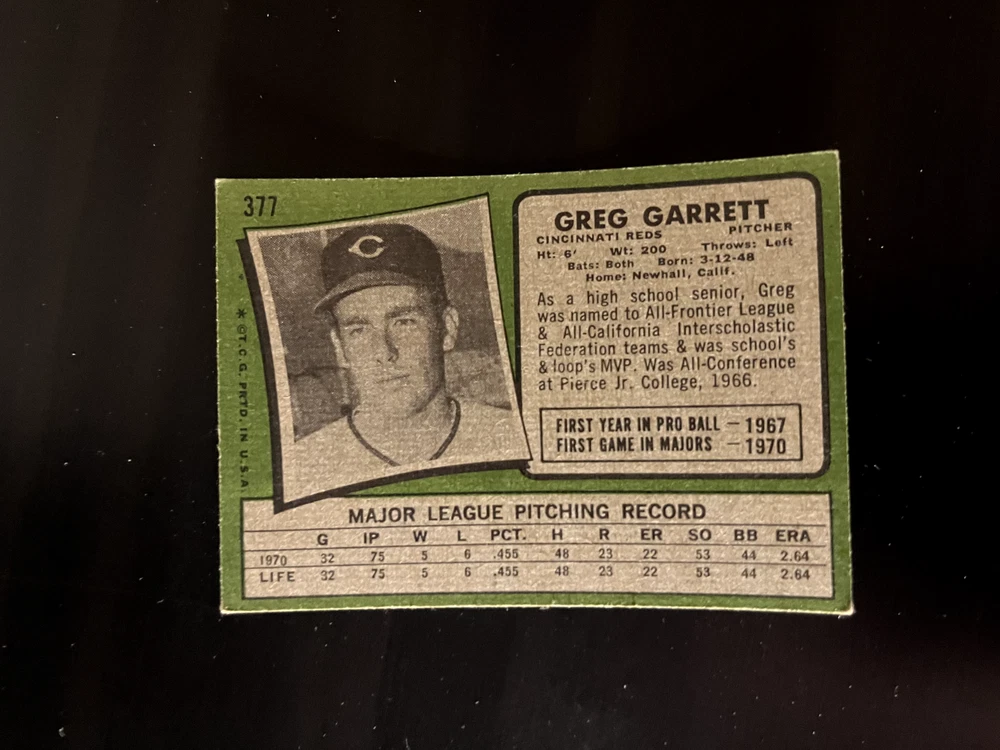 377
GREG GARRETT
CINCINNATI REDS PITCHER
Ht: 6' Wt: 200 Throws: Left
Bats: Both Born: 3-12-48
Home: Newhall, Calif.
As a high school senior, Greg
was named to All-Frontier League
& All-California Interscholastic
Federation teams & was school's
& loop's MVP. Was All-Conference
at Pierce Jr. College, 1966.
FIRST YEAR IN PRO BALL — 1967
FIRST GAME IN MAJORS — 1970
C
* ©T.C.G. PRTD. IN U.S.A.
MAJOR LEAGUE PITCHING RECORD
G IP W L PCT. H R ER SO BB ERA
1970 32 75 5 6 .455 48 23 22 53 44 2.64
LIFE 32 75 5 6 .455 48 23 22 53 44 2.64